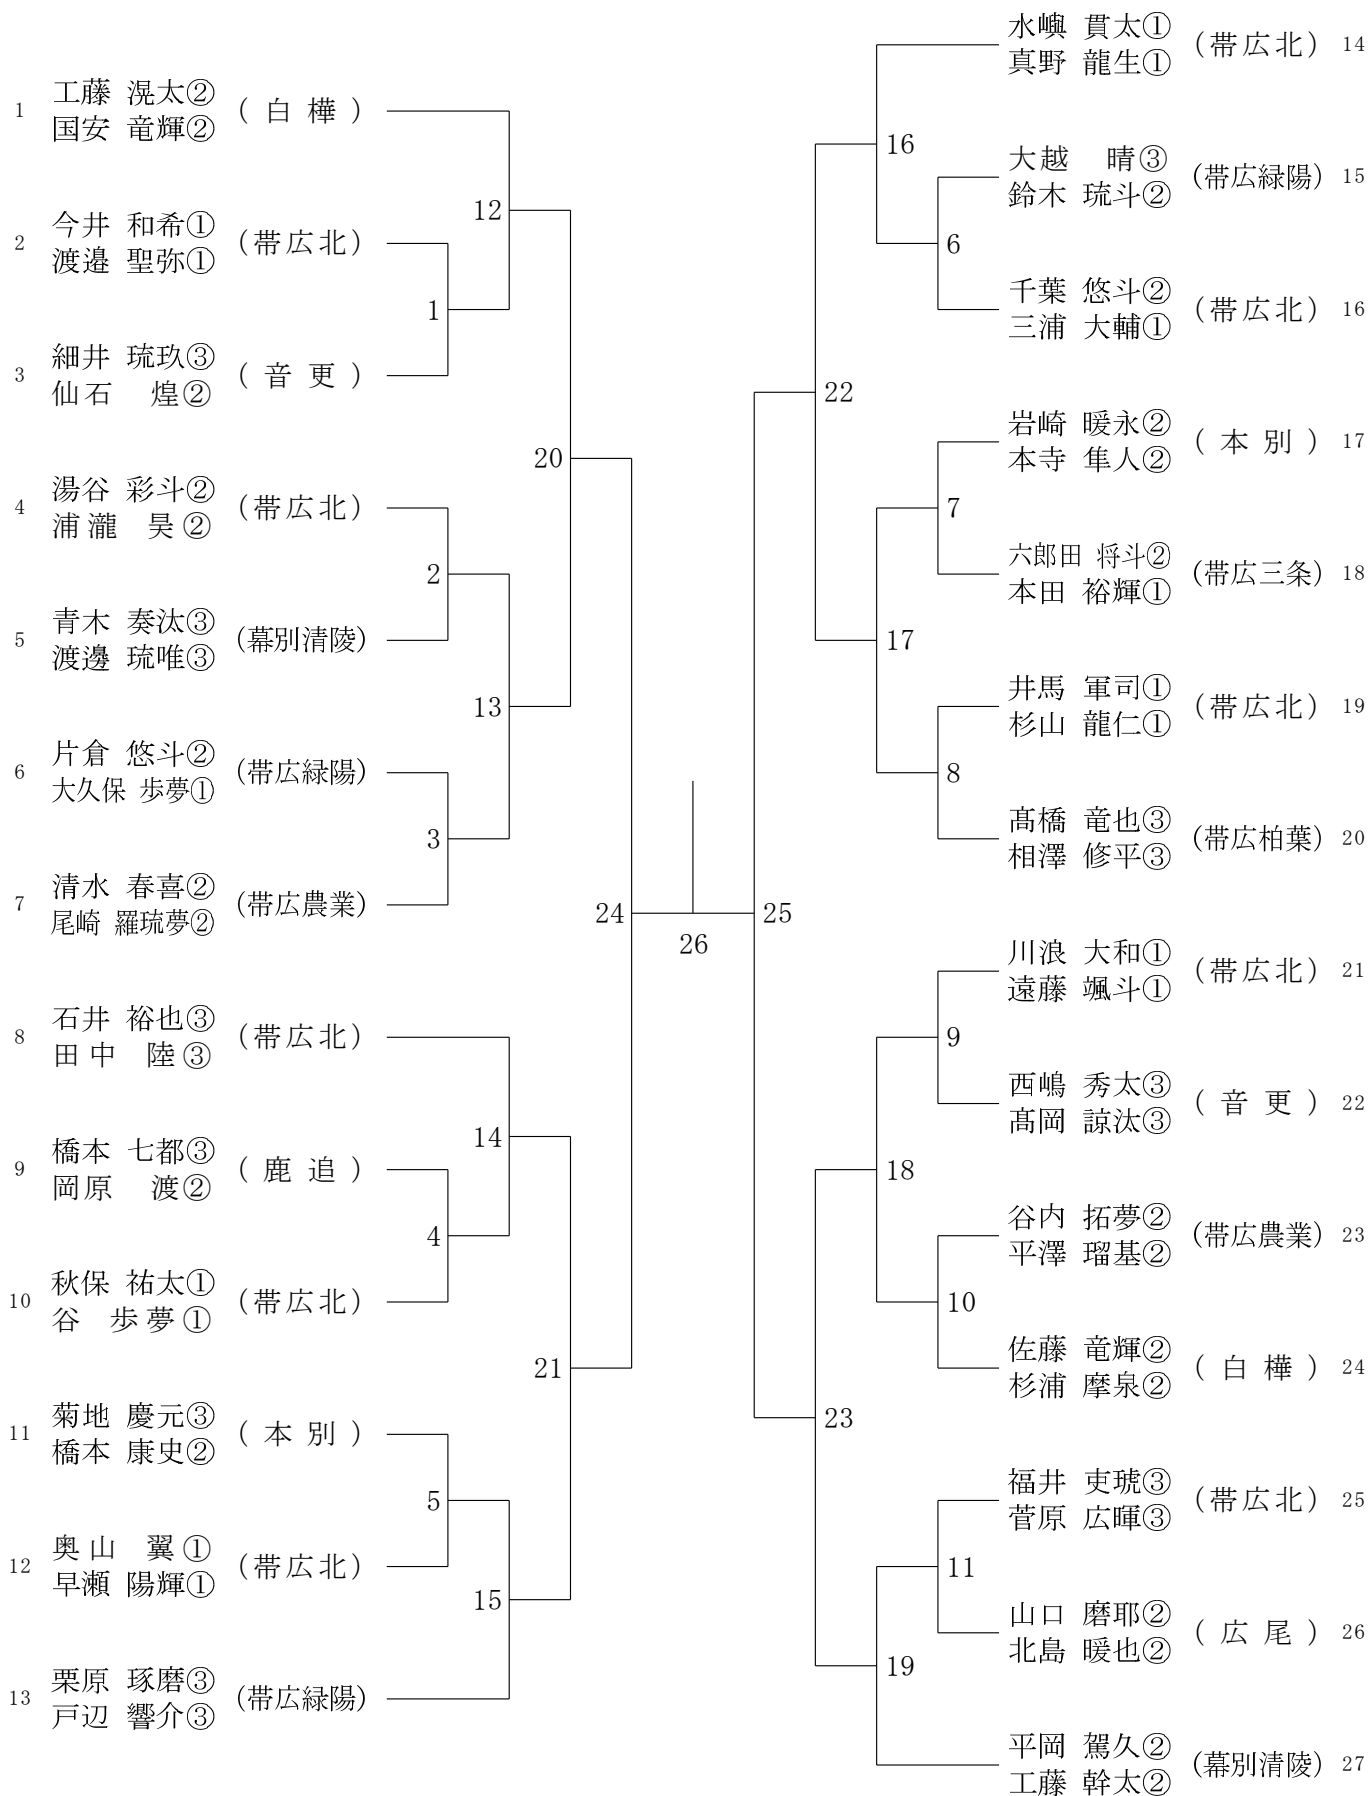 1 工藤 滉太② (白樺)
国安 竜輝②
2 今井 和希① (帯広北)
渡邉 聖弥①
3 細井 琉玖③ (音更)
仙石 煌②
4 湯谷 彩斗② (帯広北)
浦瀧 昊②
5 青木 奏汰③ (幕別清陵)
渡邊 琉唯③
6 片倉 悠斗② (帯広緑陽)
大久保 歩夢①
7 清水 春喜② (帯広農業)
尾崎 羅琉夢②
8 石井 裕也③ (帯広北)
田中 陸③
9 橋本 七都③ (鹿追)
岡原 渡②
10 秋保 祐太① (帯広北)
谷 歩夢①
11 菊地 慶元③ (本別)
橋本 康史②
12 奥山 翼① (帯広北)
早瀬 陽輝①
13 栗原 琢磨③ (帯広緑陽)
戸辺 響介③
12
1
20
2
13
3
24
14
4
21
5
15
26
25
16
6
22
7
17
8
9
18
10
23
11
19
水嶼 貫太① (帯広北) 14
真野 龍生①
大越 晴③ (帯広緑陽) 15
鈴木 琉斗②
千葉 悠斗② (帯広北) 16
三浦 大輔①
岩崎 暖永② (本別) 17
本寺 隼人②
六郎田 将斗② (帯広三条) 18
本田 裕輝①
井馬 軍司① (帯広北) 19
杉山 龍仁①
髙橋 竜也③ (帯広柏葉) 20
相澤 修平③
川浪 大和① (帯広北) 21
遠藤 颯斗①
西嶋 秀太③ (音更) 22
髙岡 諒汰③
谷内 拓夢② (帯広農業) 23
平澤 瑠基②
佐藤 竜輝② (白樺) 24
杉浦 摩泉②
福井 吏琥③ (帯広北) 25
菅原 広暉③
山口 磨耶② (広尾) 26
北島 暖也②
平岡 駕久② (幕別清陵) 27
工藤 幹太②